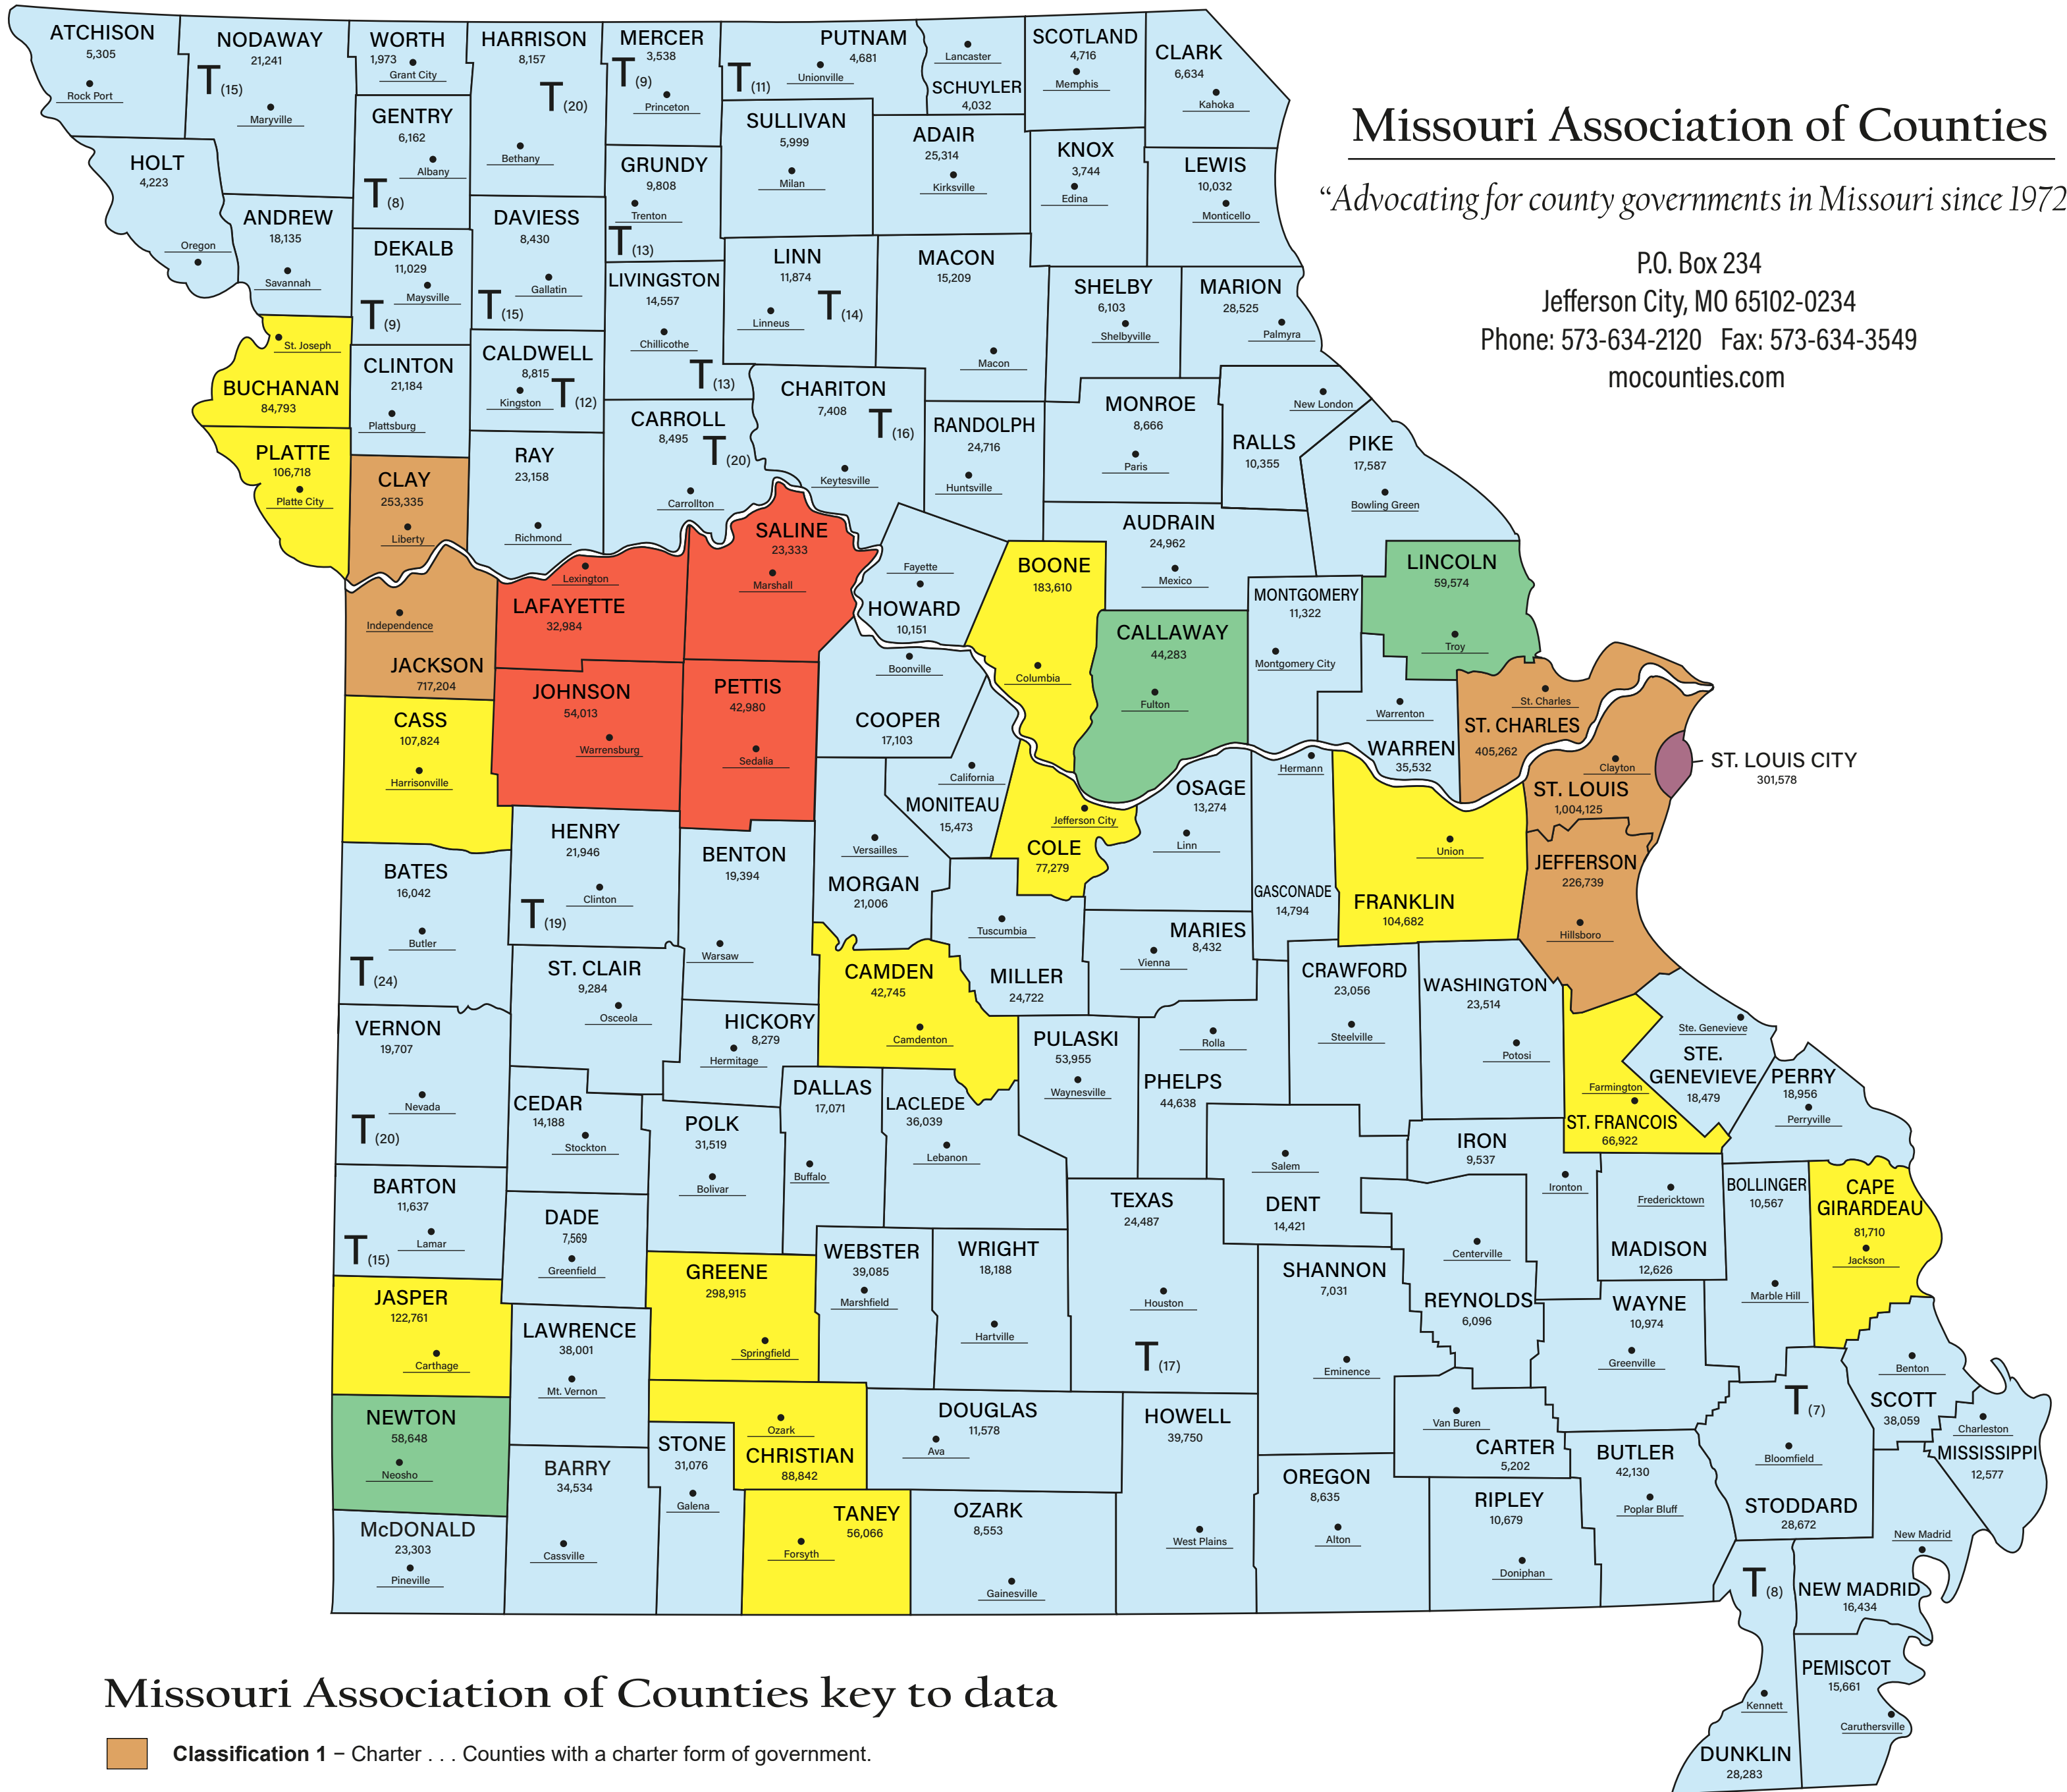 Missouri Association of Counties
“Advocating for county governments in Missouri since 1972
P.O. Box 234
Jefferson City, MO 65102-0234
Phone: 573-634-2120 Fax: 573-634-3549
mocounties.com
ATCHISON
5,305
Rock Port
NODAWAY
21,241
T (15)
Maryville
WORTH
1,973
Grant City
HARRISON
8,157
T (20)
Bethany
MERCER
3,538
T (9)
Princeton
PUTNAM
4,681
T (11)
Unionville
Lancaster
SCHUYLER
4,032
SCOTLAND
4,716
Memphis
CLARK
6,634
Kahoka
HOLT
4,223
Oregon
GENTRY
6,162
Albany
T (8)
SULLIVAN
5,999
Milan
ADAIR
25,314
Kirksville
KNOX
3,744
Edina
LEWIS
10,032
Monticello
GRUNDY
9,808
Trenton
T (13)
ANDREW
18,135
Savannah
DEKALB
11,029
Maysville
T (9)
DAVIESS
8,430
Gallatin
T (15)
LIVINGSTON
14,557
Chillicothe
T (13)
LINN
11,874
Linneus
T (14)
MACON
15,209
Macon
SHELBY
6,103
Shelbyville
MARION
28,525
Palmyra
St. Joseph
BUCHANAN
84,793
CLINTON
21,184
Plattsburg
CALDWELL
8,815
Kingston
T (12)
CARROLL
8,495
T (20)
Carrollton
CHARITON
7,408
T (16)
Keytesville
RANDOLPH
24,716
Huntsville
MONROE
8,666
Paris
New London
RALLS
10,355
PIKE
17,587
Bowling Green
PLATTE
106,718
Platte City
CLAY
253,335
Liberty
RAY
23,158
Richmond
SALINE
23,333
Marshall
Fayette
HOWARD
10,151
BOONE
183,610
Columbia
AUDRAIN
24,962
Mexico
LINCOLN
59,574
Troy
Independence
JACKSON
717,204
Lexington
LAFAYETTE
32,984
CALLAWAY
44,283
Fulton
MONTGOMERY
11,322
Montgomery City
Warrenton
WARREN
35,532
St. Charles
ST. CHARLES
405,262
Clayton
ST. LOUIS
1,004,125
ST. LOUIS CITY
301,578
CASS
107,824
Harrisonville
JOHNSON
54,013
Warrensburg
PETTIS
42,980
Sedalia
Boonville
COOPER
17,103
California
MONITEAU
15,473
Jefferson City
COLE
77,279
OSAGE
13,274
Linn
Hermann
GASCONADE
14,794
Union
FRANKLIN
104,682
JEFFERSON
226,739
Hillsboro
BATES
16,042
Butler
T (24)
HENRY
21,946
Clinton
T (19)
BENTON
19,394
Warsaw
Versailles
MORGAN
21,006
Tuscumbia
MILLER
24,722
MARIES
8,432
Vienna
CAMDEN
42,745
Camdenton
ST. CLAIR
9,284
Osceola
HICKORY
8,279
Hermitage
PULASKI
53,955
Waynesville
Rolla
PHELPS
44,638
CRAWFORD
23,056
Steelville
WASHINGTON
23,514
Potosi
Farmington
ST. FRANCOIS
66,922
Ste. Genevieve
STE.
GENEVIEVE
18,479
PERRY
18,956
Perryville
VERNON
19,707
Nevada
T (20)
CEDAR
14,188
Stockton
POLK
31,519
Bolivar
DALLAS
17,071
Buffalo
LACLEDE
36,039
Lebanon
Salem
DENT
14,421
IRON
9,537
Ironton
Fredericktown
MADISON
12,626
BOLLINGER
10,567
Marble Hill
CAPE
GIRARDEAU
81,710
Jackson
BARTON
11,637
Lamar
T (15)
DADE
7,569
Greenfield
TEXAS
24,487
Houston
T (17)
GREENE
298,915
Springfield
WEBSTER
39,085
Marshfield
WRIGHT
18,188
Hartville
SHANNON
7,031
Eminence
Centerville
REYNOLDS
6,096
WAYNE
10,974
Greenville
JASPER
122,761
Carthage
LAWRENCE
38,001
Mt. Vernon
NEWTON
58,648
Neosho
STONE
31,076
Galena
Ozark
CHRISTIAN
88,842
DOUGLAS
11,578
Ava
HOWELL
39,750
West Plains
Van Buren
CARTER
5,202
BUTLER
42,130
Poplar Bluff
T (7)
Bloomfield
STODDARD
28,672
Benton
SCOTT
38,059
Charleston
MISSISSIPPI
12,577
McDONALD
23,303
Pineville
BARRY
34,534
Cassville
TANEY
56,066
Forsyth
OZARK
8,553
Gainesville
OREGON
8,635
Alton
RIPLEY
10,679
Doniphan
New Madrid
NEW MADRID
16,434
T (8)
Kennett
DUNKLIN
28,283
PEMISCOT
15,661
Caruthersville
Missouri Association of Counties key to data
Classification 1 – Charter . . . Counties with a charter form of government.